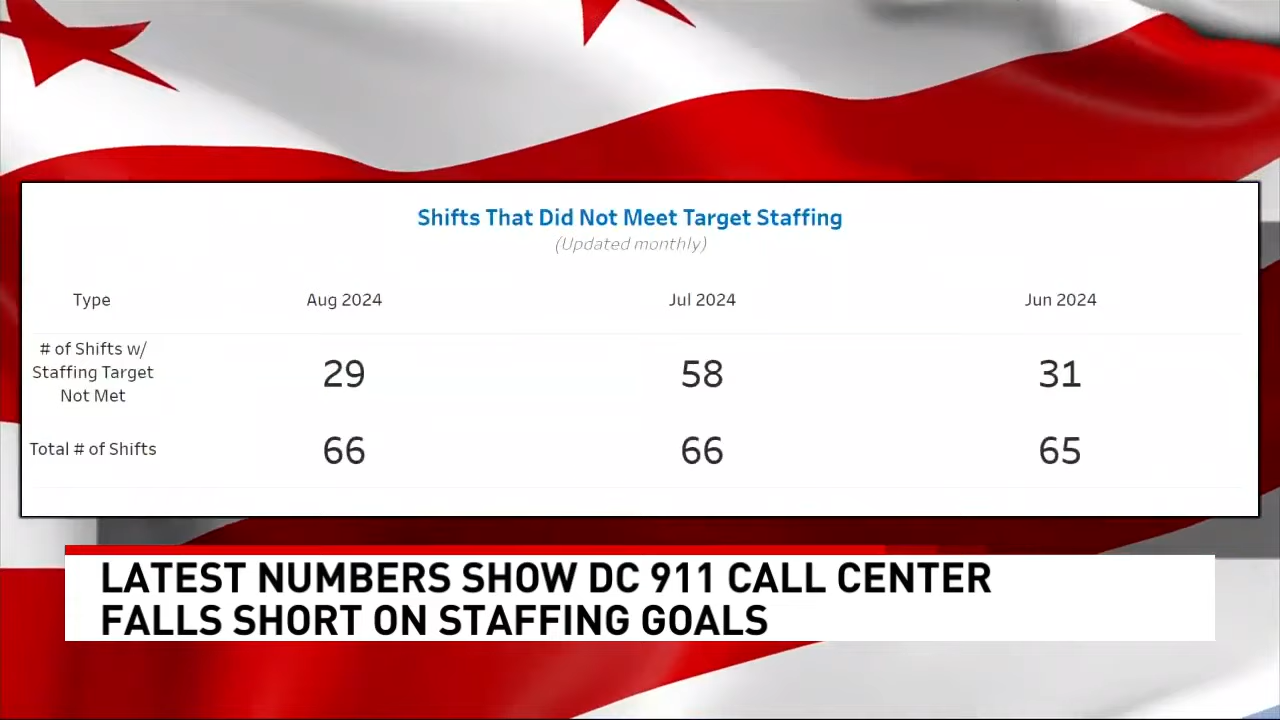 Shifts That Did Not Meet Target Staffing
(Updated monthly)
Type Aug 2024 Jul 2024 Jun 2024
# of Shifts w/
Staffing Target
Not Met
29 58 31
Total # of Shifts 66 66 65
LATEST NUMBERS SHOW DC 911 CALL CENTER
FALLS SHORT ON STAFFING GOALS